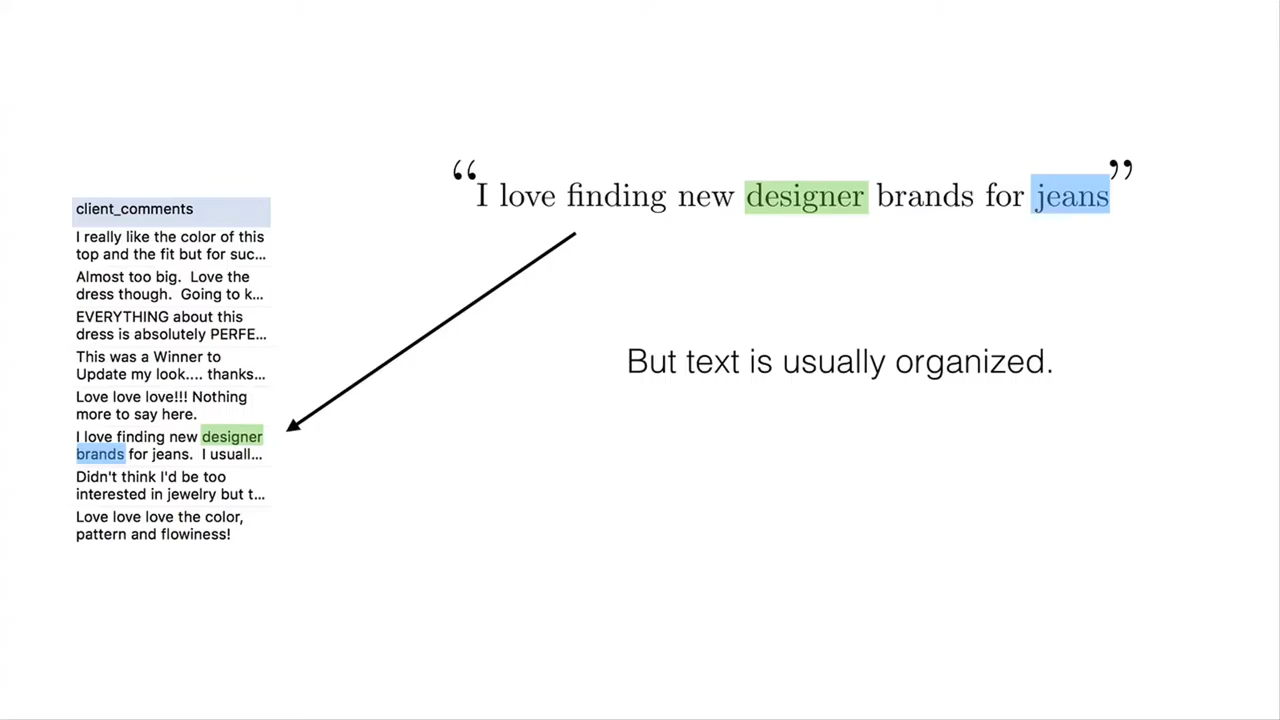 “I love finding new designer brands for jeans”
But text is usually organized.
client_comments
I really like the color of this
top and the fit but for suc...
Almost too big.  Love the
dress though.  Going to k...
EVERYTHING about this
dress is absolutely PERFE...
This was a Winner to
Update my look.... thanks...
Love love love!!! Nothing
more to say here.
I love finding new designer
brands for jeans.  I usuall...
Didn't think I'd be too
interested in jewelry but t...
Love love love the color,
pattern and flowiness!